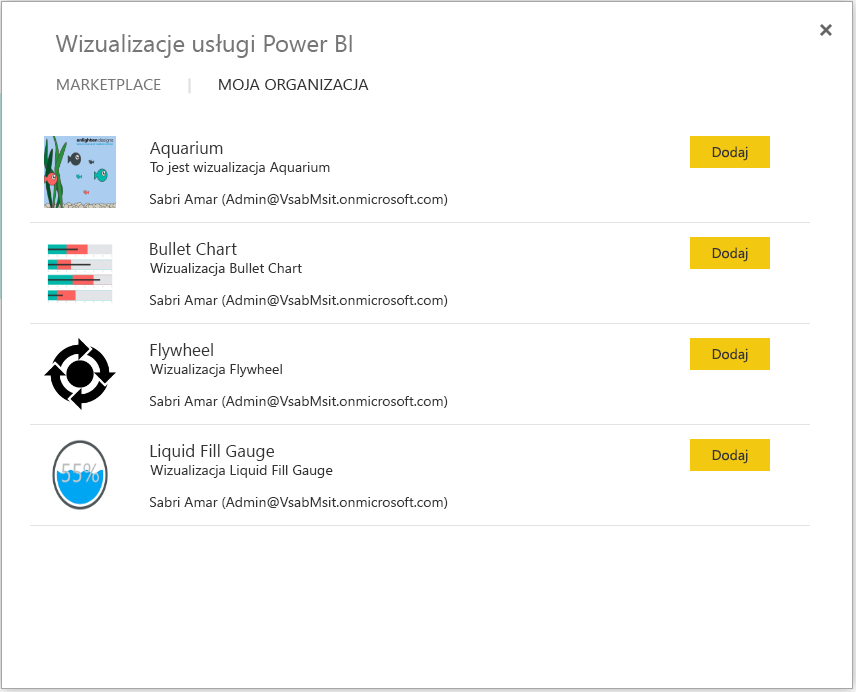 Wizualizacje usługi Power BI
MARKETPLACE | MOJA ORGANIZACJA
enlighten designs
Aquarium
Dodaj
To jest wizualizacja Aquarium
Sabri Amar (Admin@VsabMsit.onmicrosoft.com)
Bullet Chart
Dodaj
Wizualizacja Bullet Chart
Sabri Amar (Admin@VsabMsit.onmicrosoft.com)
Flywheel
Dodaj
Wizualizacja Flywheel
Sabri Amar (Admin@VsabMsit.onmicrosoft.com)
Liquid Fill Gauge
Dodaj
55%
Wizualizacja Liquid Fill Gauge
Sabri Amar (Admin@VsabMsit.onmicrosoft.com)